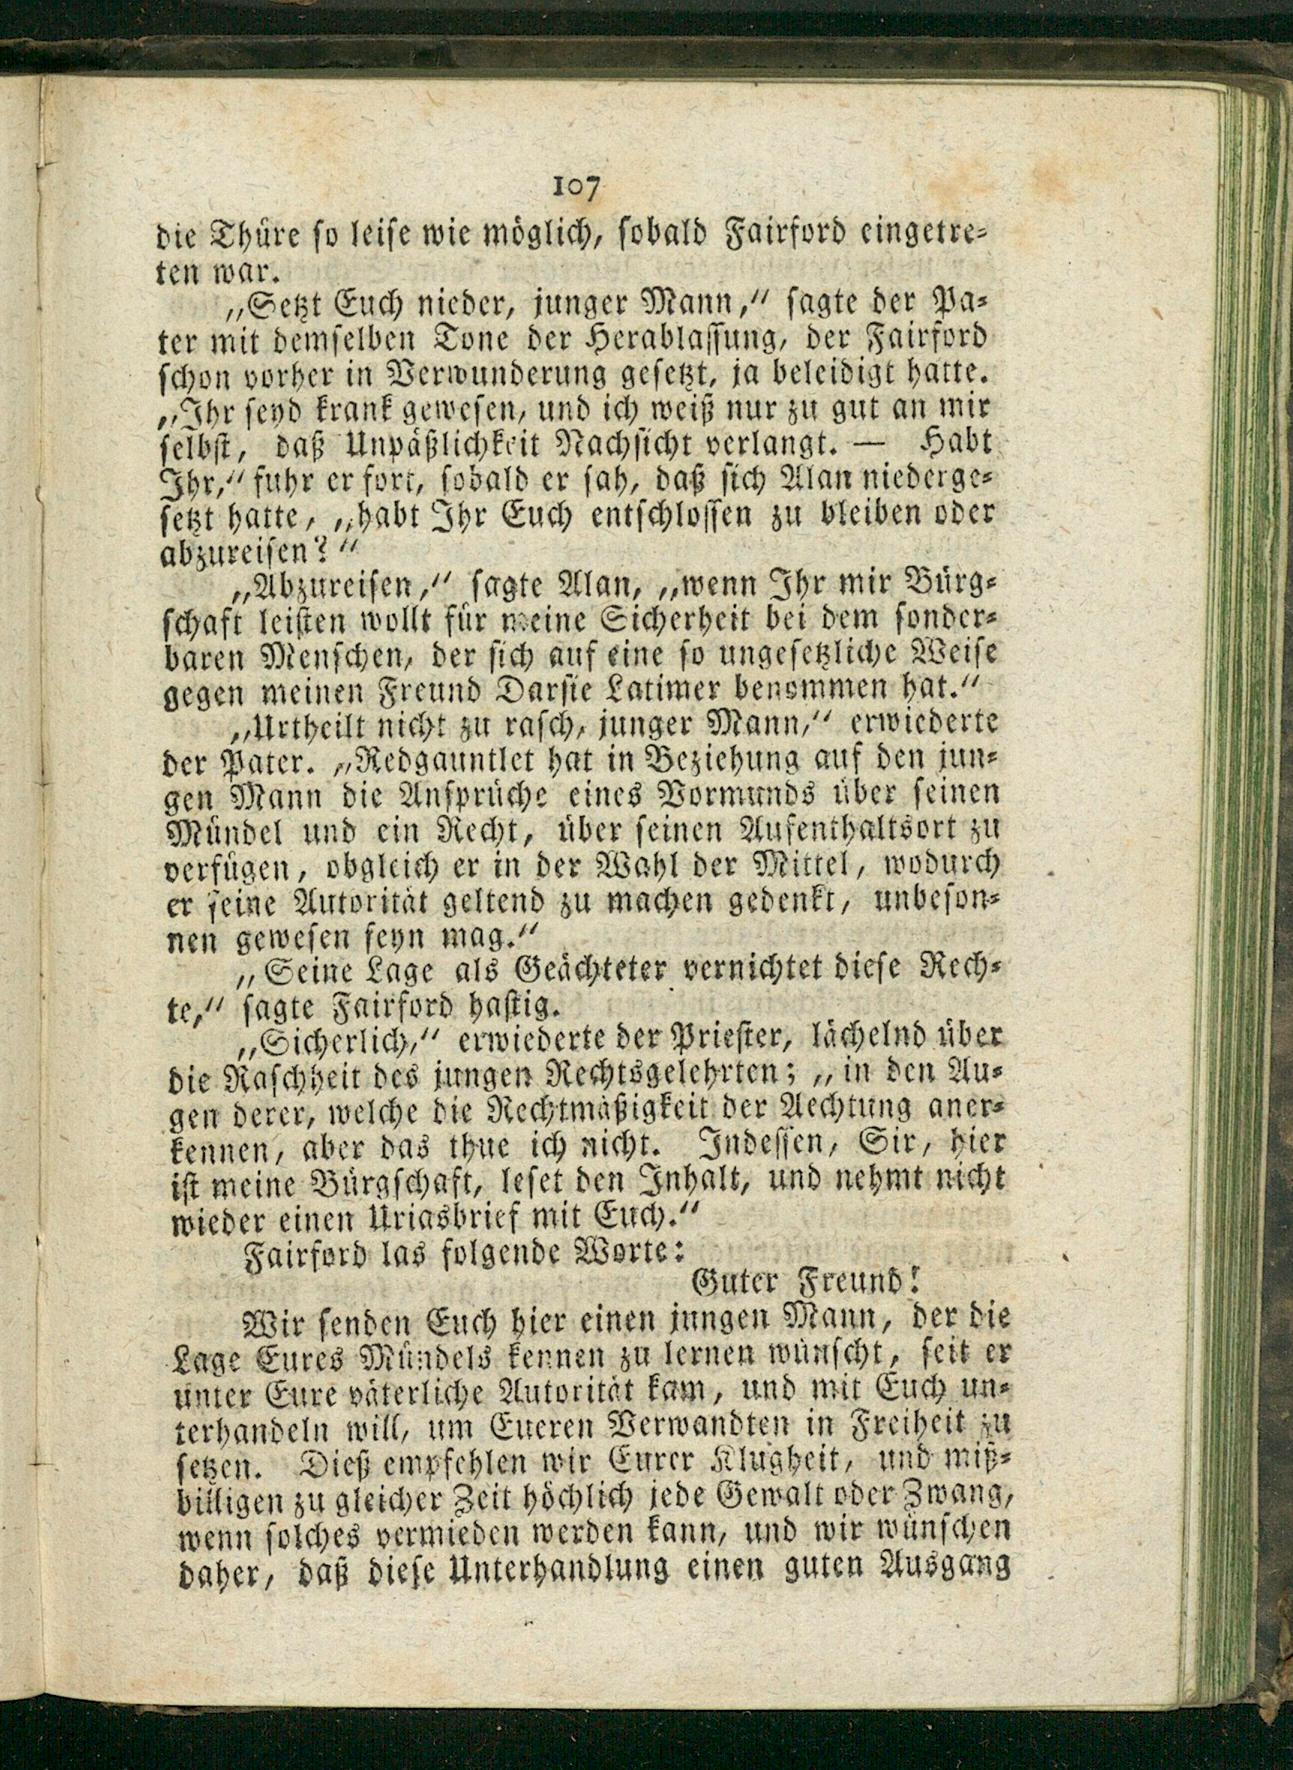 107
die Thüre so leise wie möglich, sobald Fairford eingetre-
ten war.
„Setzt Euch nieder, junger Mann,“ sagte der Pa-
ter mit demselben Tone der Herablassung, der Fairford
schon vorher in Verwunderung gesetzt, ja beleidigt hatte.
„Ihr seyd krank gewesen, und ich weiß nur zu gut an mir
selbst, daß Unpäßlichkeit Nachsicht verlangt. — Habt
Ihr,“ fuhr er fort, sobald er sah, daß sich Alan niederge-
setzt hatte, „habt Ihr Euch entschlossen zu bleiben oder
abzureisen?“
„Abzureisen,“ sagte Alan, „wenn Ihr mir Bürg-
schaft leisten wollt für meine Sicherheit bei dem sonder-
baren Menschen, der sich auf eine so ungesetzliche Weise
gegen meinen Freund Darsie Latimer benommen hat.“
„Urtheilt nicht zu rasch, junger Mann,“ erwiederte
der Pater. „Redgauntlet hat in Beziehung auf den jun-
gen Mann die Ansprüche eines Vormunds über seinen
Mündel und ein Recht, über seinen Aufenthaltsort zu
verfügen, obgleich er in der Wahl der Mittel, wodurch
er seine Autorität geltend zu machen gedenkt, unbeson-
nen gewesen seyn mag.“
„Seine Lage als Geächteter vernichtet diese Rech-
te,“ sagte Fairford hastig.
„Sicherlich,“ erwiederte der Priester, lächelnd über
die Raschheit des jungen Rechtsgelehrten; „in den Au-
gen derer, welche die Rechtmäßigkeit der Aechtung aner-
kennen, aber das thue ich nicht. Indessen, Sir, hier
ist meine Bürgschaft, leset den Inhalt, und nehmt nicht
wieder einen Uriasbrief mit Euch.“
Fairford las folgende Worte:
Guter Freund!
Wir senden Euch hier einen jungen Mann, der die
Lage Eures Mündels kennen zu lernen wünscht, seit er
unter Eure väterliche Autorität kam, und mit Euch un-
terhandeln will, um Eueren Verwandten in Freiheit zu
setzen. Dieß empfehlen wir Eurer Klugheit, und miß-
billigen zu gleicher Zeit höchlich jede Gewalt oder Zwang,
wenn solches vermieden werden kann, und wir wünschen
daher, daß diese Unterhandlung einen guten Ausgang